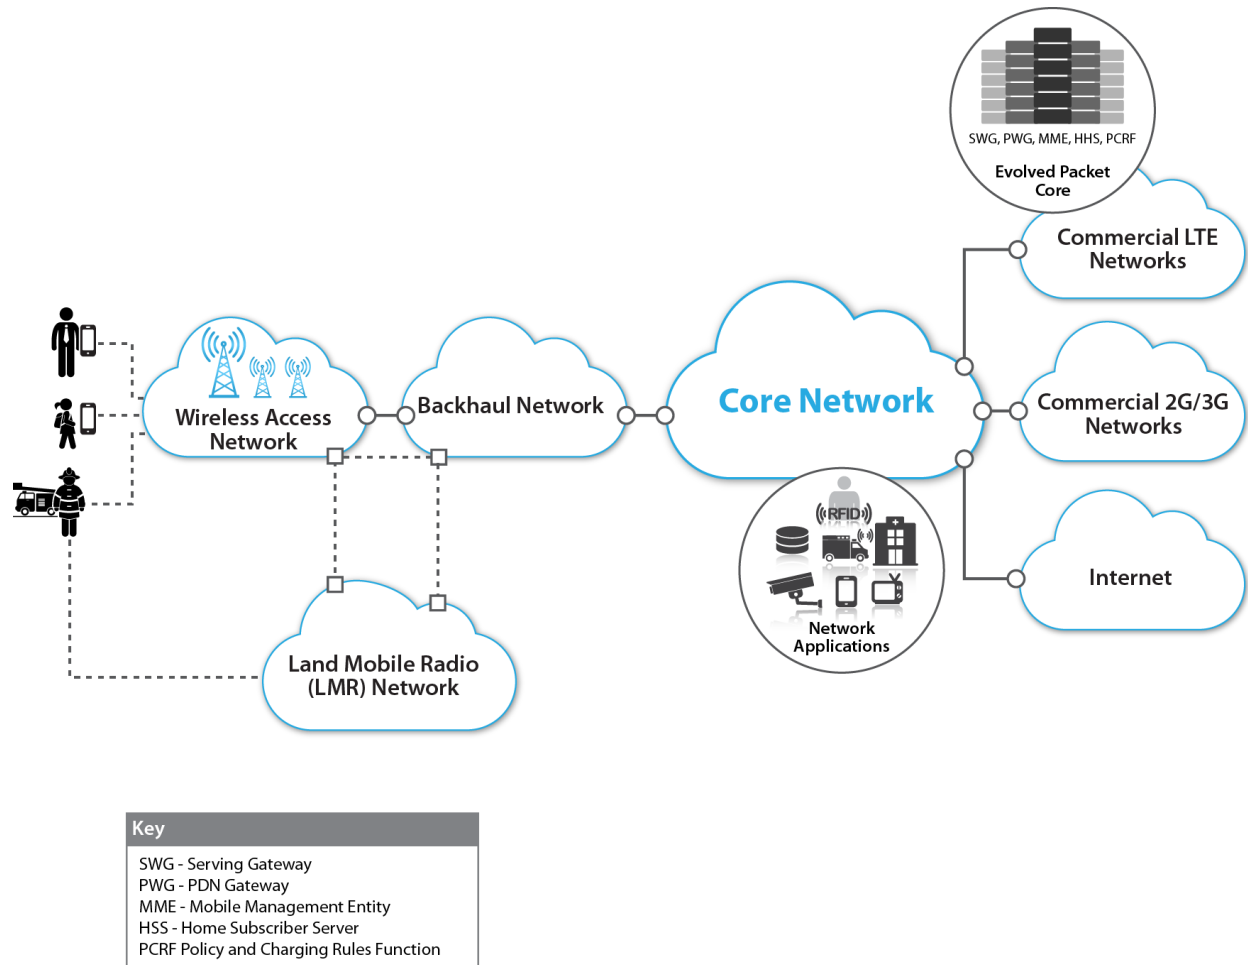 SWG, PWG, MME, HHS, PCRF
Evolved Packet
Core
Commercial LTE
Networks
Wireless Access
Network
Backhaul Network
Core Network
Commercial 2G/3G
Networks
RFID
Network
Applications
Internet
Land Mobile Radio
(LMR) Network
Key
SWG - Serving Gateway
PWG - PDN Gateway
MME - Mobile Management Entity
HSS - Home Subscriber Server
PCRF Policy and Charging Rules Function